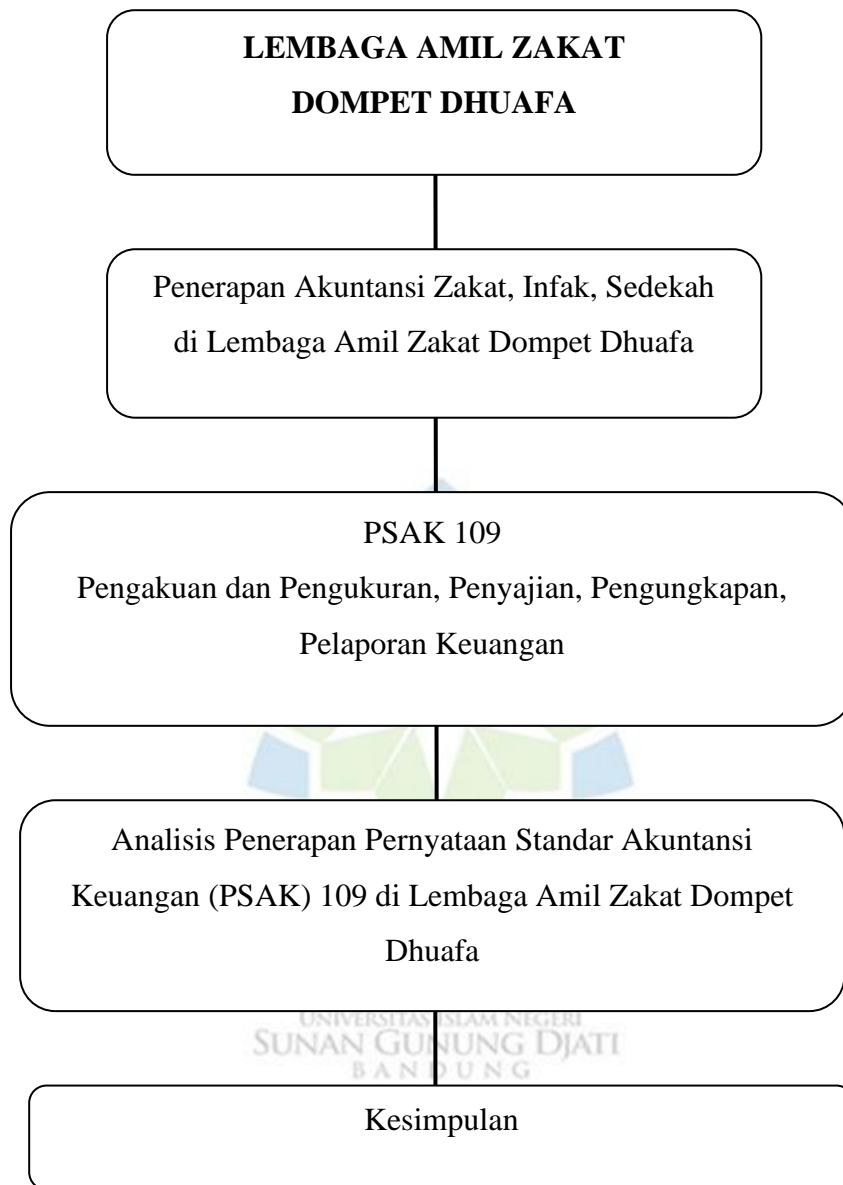 LEMBAGA AMIL ZAKAT
DOMPET DHUAFA
Penerapan Akuntansi Zakat, Infak, Sedekah
di Lembaga Amil Zakat Dompet Dhuafa
PSAK 109
Pengakuan dan Pengukuran, Penyajian, Pengungkapan,
Pelaporan Keuangan
Analisis Penerapan Pernyataan Standar Akuntansi
Keuangan (PSAK) 109 di Lembaga Amil Zakat Dompet
Dhuafa
UNIVERSITAS ISLAM NEGERI
SUNAN GUNUNG DJATI
BANDUNG
Kesimpulan